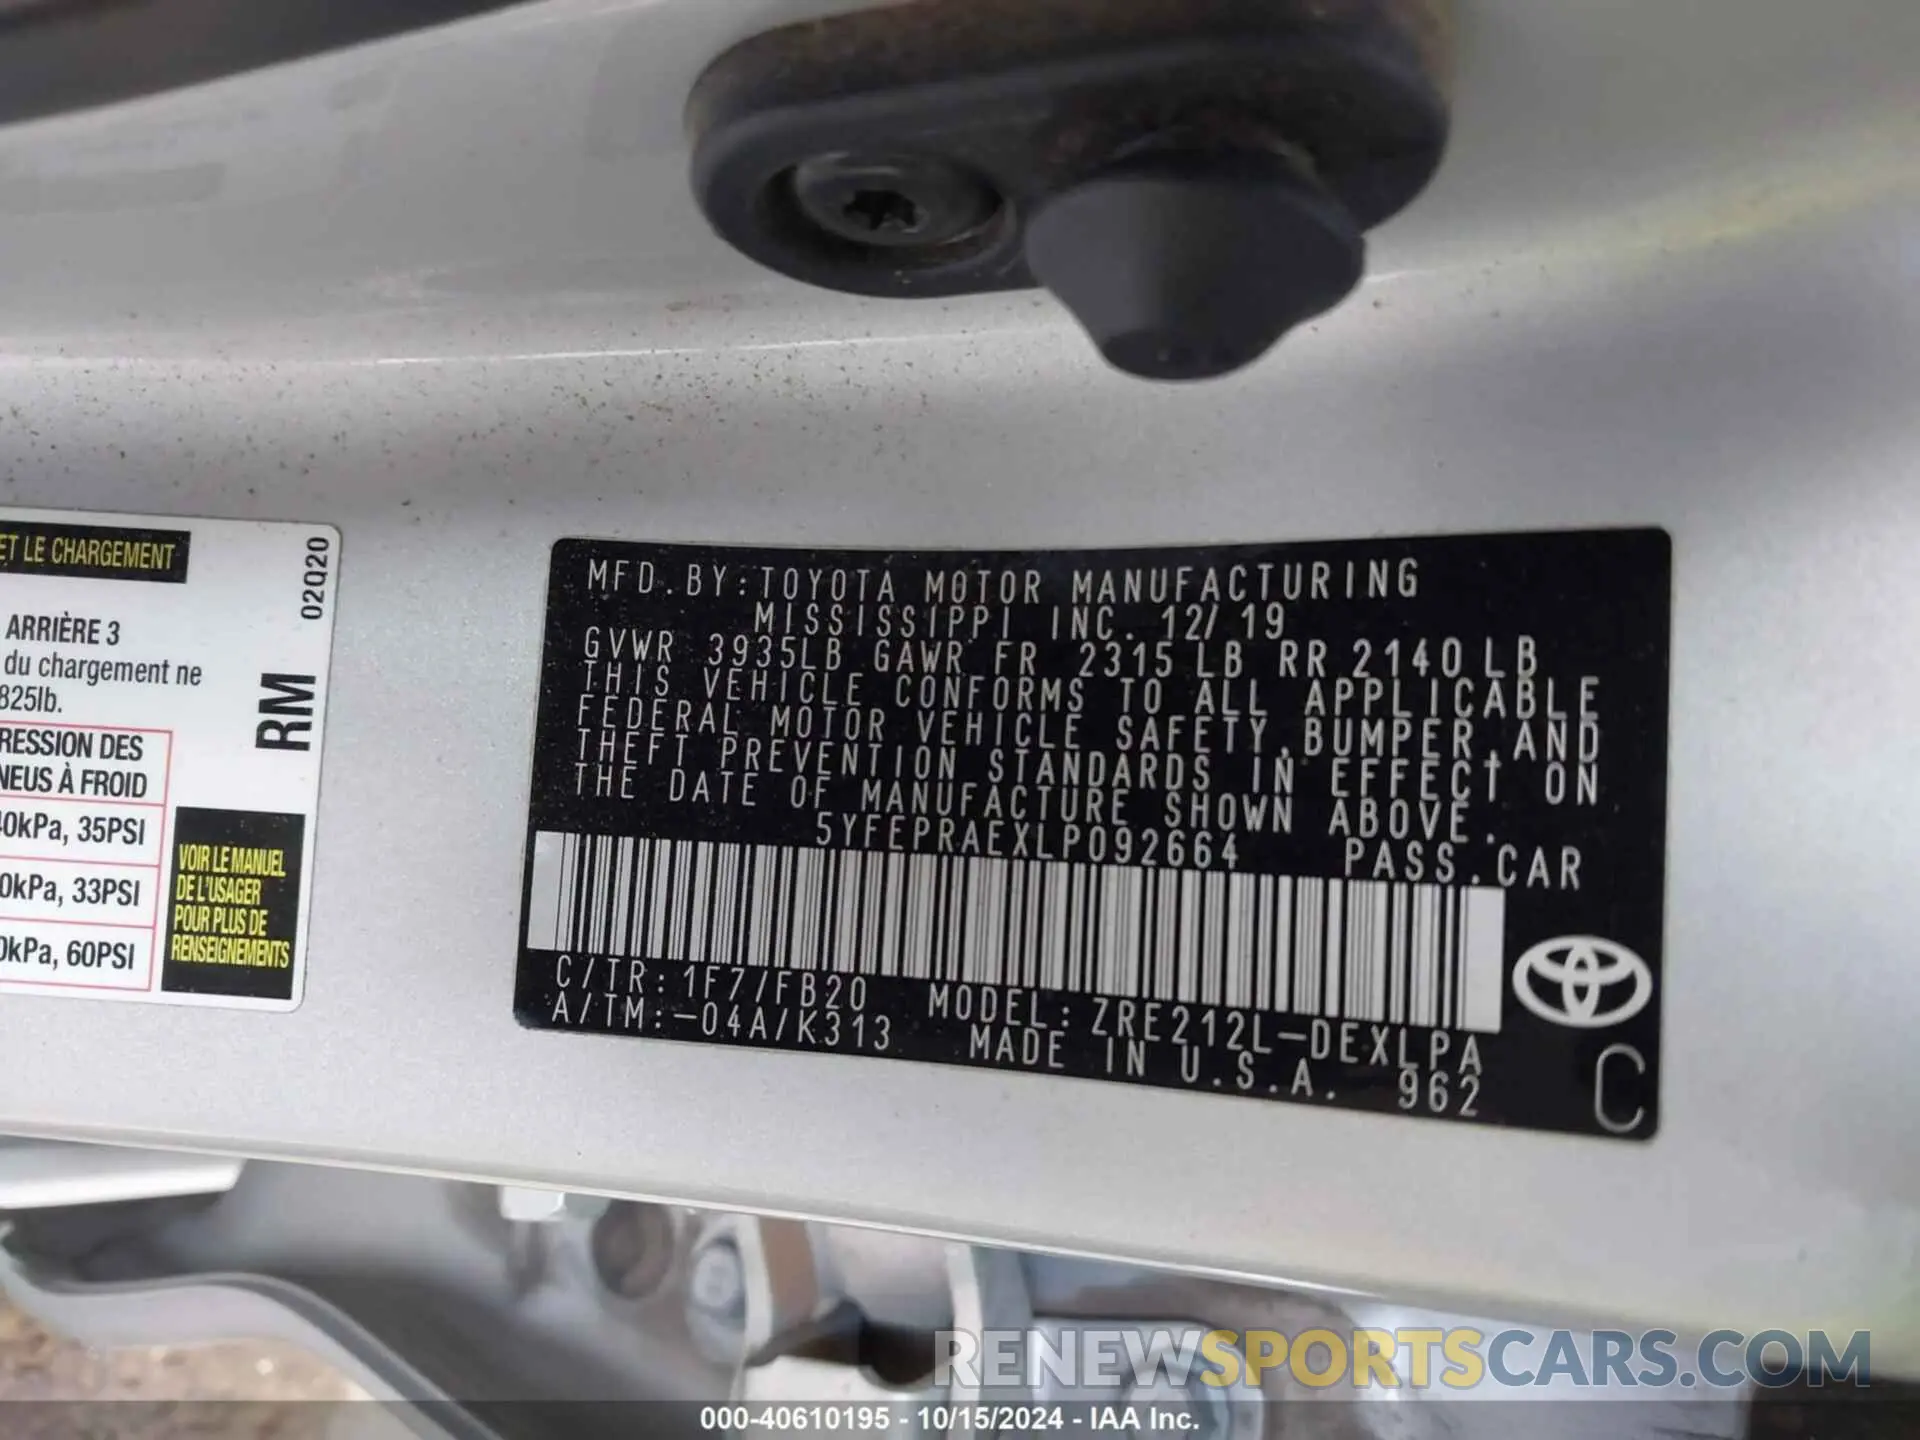 ET LE CHARGEMENT
02Q20
ARRIÈRE 3
du chargement ne
825lb.
RM
RESSION DES
NEUS À FROID
40kPa, 35PSI
0kPa, 33PSI
0kPa, 60PSI
VOIR LE MANUEL
DE L'USAGER
POUR PLUS DE
RENSEIGNEMENTS
MFD. BY: TOYOTA MOTOR MANUFACTURING
MISSISSIPPI INC. 12/19
GVWR 3935LB GAWR FR 2315 LB RR 2140 LB
THIS VEHICLE CONFORMS TO ALL APPLICABLE
FEDERAL MOTOR VEHICLE SAFETY, BUMPER, AND
THEFT PREVENTION STANDARDS IN EFFECT ON
THE DATE OF MANUFACTURE SHOWN ABOVE.
5YFEPRAEXLP092664 PASS. CAR
C/TR: 1F7/FB20 MODEL: ZRE212L-DEXLPA
A/TM: -04A/K313 MADE IN U.S.A. 962
C
RENEWSPORTSCARS.COM
000-40610195 - 10/15/2024 - IAA Inc.